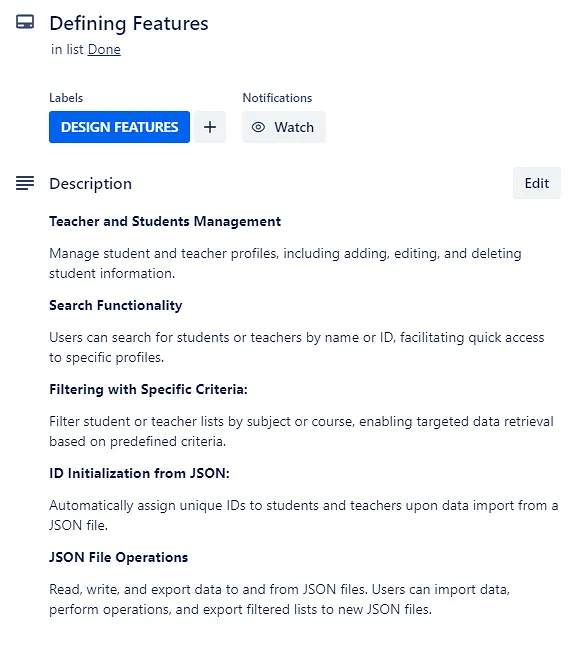 Defining Features
in list Done
Labels
Notifications
DESIGN FEATURES
+
Watch
Description
Edit
Teacher and Students Management
Manage student and teacher profiles, including adding, editing, and deleting
student information.
Search Functionality
Users can search for students or teachers by name or ID, facilitating quick access
to specific profiles.
Filtering with Specific Criteria:
Filter student or teacher lists by subject or course, enabling targeted data retrieval
based on predefined criteria.
ID Initialization from JSON:
Automatically assign unique IDs to students and teachers upon data import from a
JSON file.
JSON File Operations
Read, write, and export data to and from JSON files. Users can import data,
perform operations, and export filtered lists to new JSON files.